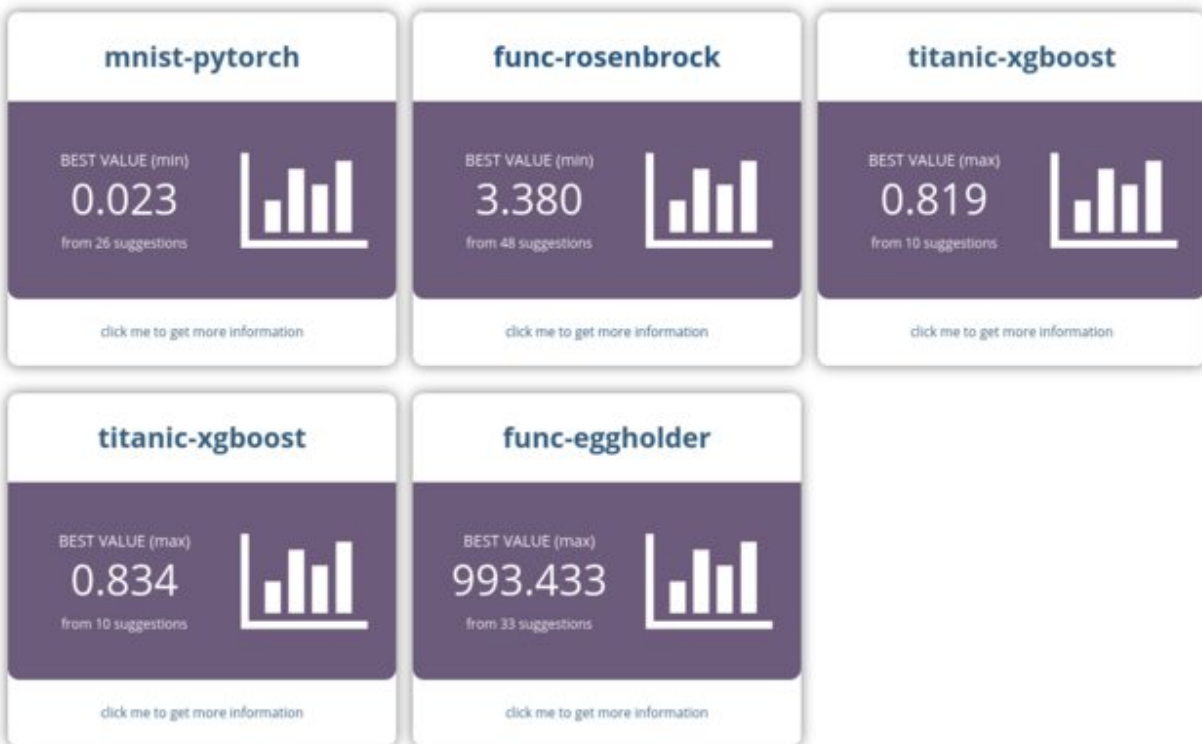 mnist-pytorch
BEST VALUE (min)
0.023
from 26 suggestions
click me to get more information
func-rosenbrock
BEST VALUE (min)
3.380
from 48 suggestions
click me to get more information
titanic-xgboost
BEST VALUE (max)
0.819
from 10 suggestions
click me to get more information
titanic-xgboost
BEST VALUE (max)
0.834
from 10 suggestions
click me to get more information
func-eggholder
BEST VALUE (max)
993.433
from 33 suggestions
click me to get more information